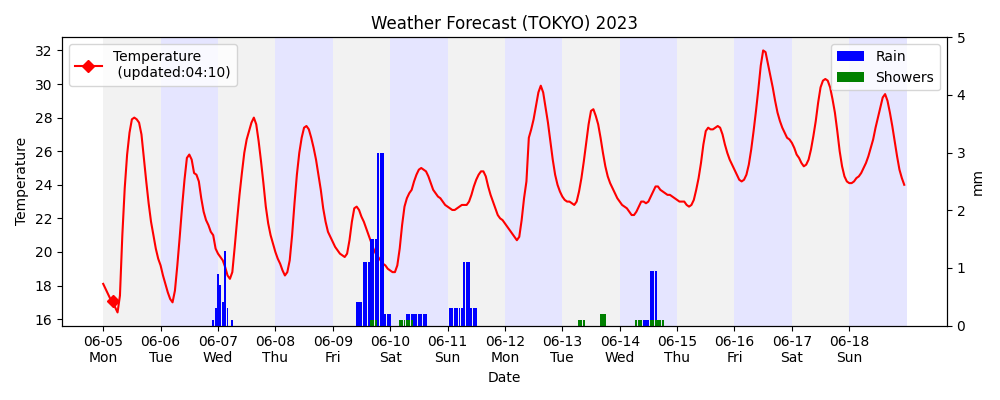 Weather Forecast (TOKYO) 2023
Temperature
(updated:04:10)
Rain
Showers
32
30
28
26
24
22
20
18
16
Temperature
5
4
3
2
1
0
mm
06-05 06-06 06-07 06-08 06-09 06-10 06-11 06-12 06-13 06-14 06-15 06-16 06-17 06-18
Mon Tue Wed Thu Fri Sat Sun Mon Tue Wed Thu Fri Sat Sun
Date